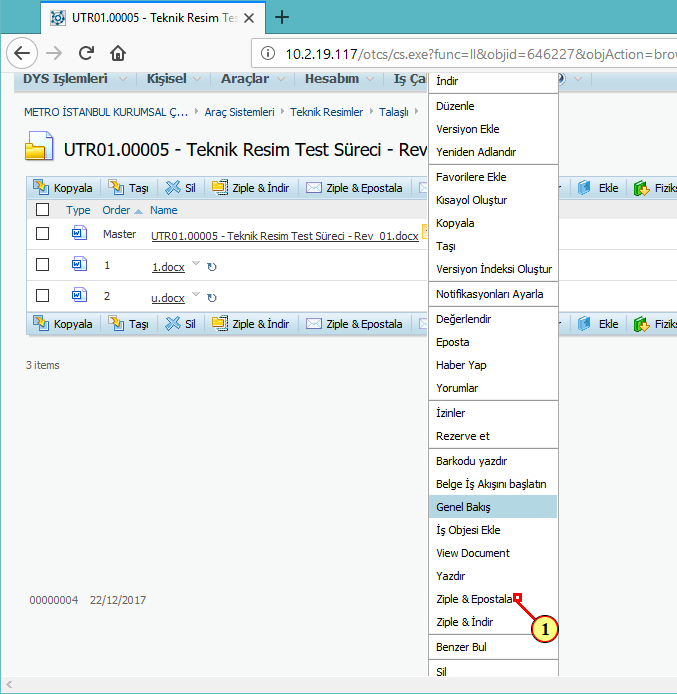 UTR01.00005 - Teknik Resim Tes
10.2.19.117/otcs/cs.exe?func=ll&objid=646227&objAction=brow
DYS İşlemleri Kişisel Araçlar Hesabım İş Ça
METRO İSTANBUL KURUMSAL Ç... Araç Sistemleri Teknik Resimler Talaşlı
UTR01.00005 - Teknik Resim Test Süreci - Rev
Kopyala Taşı Sil Ziple & İndir Ziple & Epostala Ekle Fiziks
Type Order Name
Master UTR01.00005 - Teknik Resim Test Süreci - Rev_01.docx
1 1.docx
2 u.docx
Kopyala Taşı Sil Ziple & İndir Ziple & Epostala Ekle Fiziks
3 items
00000004 22/12/2017
İndir
Düzenle
Versiyon Ekle
Yeniden Adlandır
Favorilere Ekle
Kısayol Oluştur
Kopyala
Taşı
Versiyon İndeksi Oluştur
Notifikasyonları Ayarla
Değerlendir
Eposta
Haber Yap
Yorumlar
İzinler
Rezerve et
Barkodu yazdır
Belge İş Akışını başlatın
Genel Bakış
İş Objesi Ekle
View Document
Yazdır
Ziple & Epostala
Ziple & İndir
1
Benzer Bul
Sil